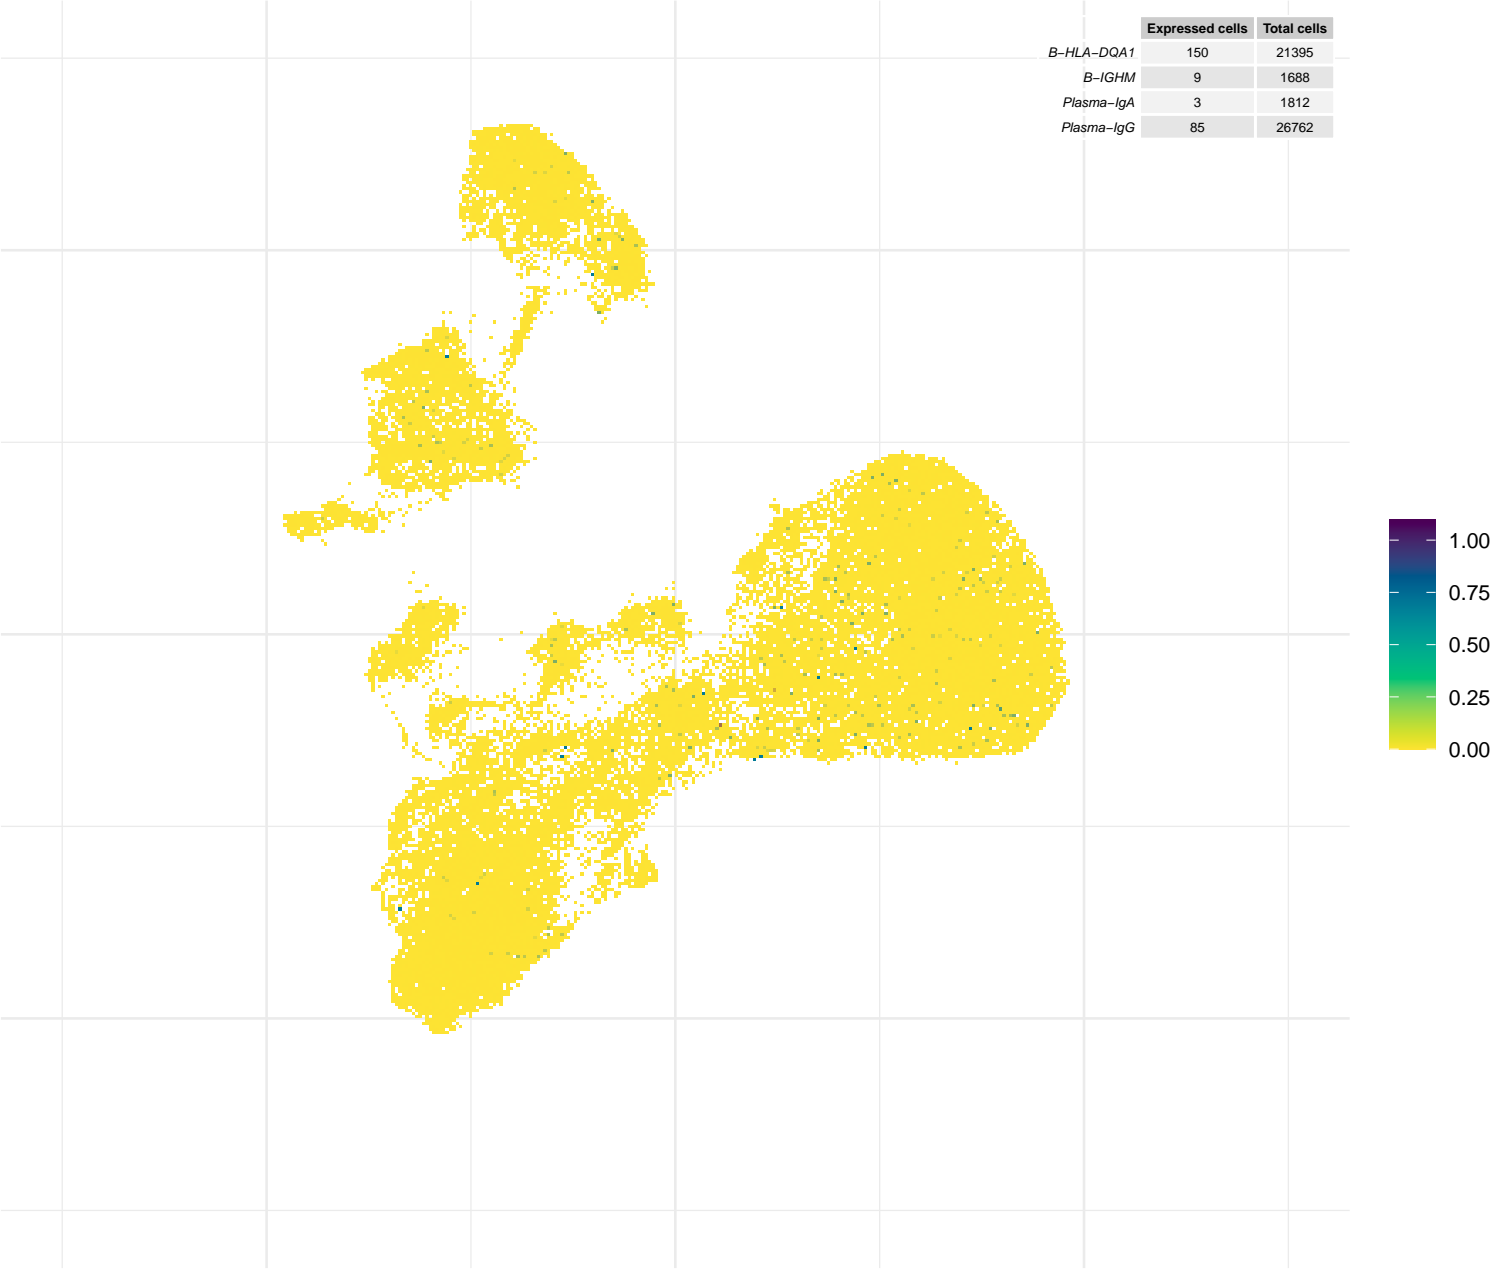 Expressed cells Total cells
B−HLA−DQA1 150 21395
B−IGHM 9 1688
Plasma−IgA 3 1812
Plasma−IgG 85 26762
1.00
0.75
0.50
0.25
0.00